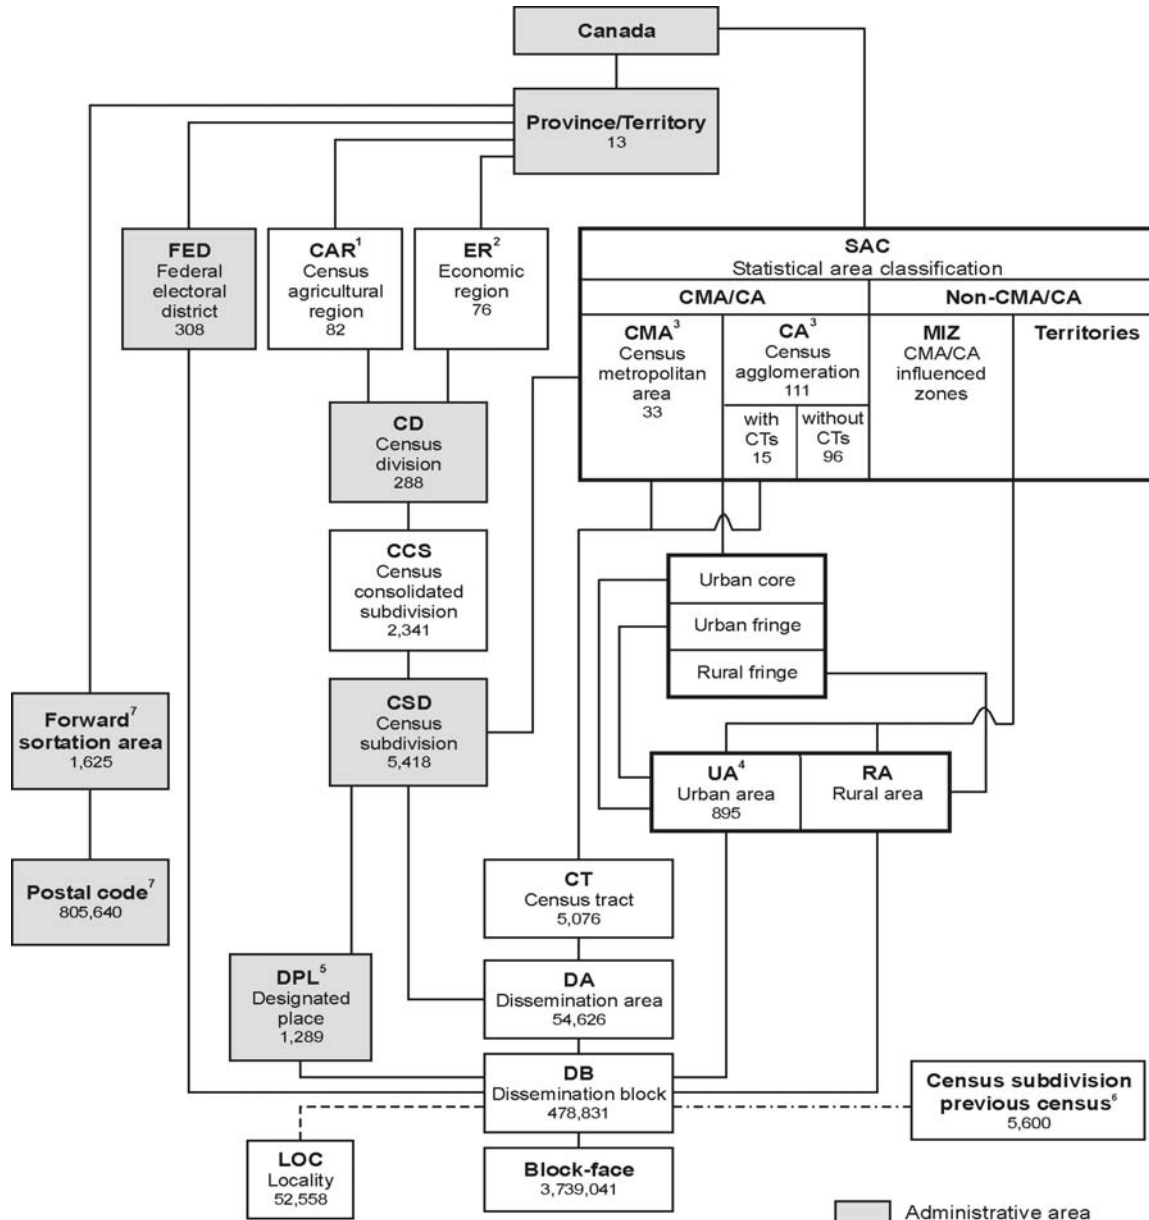 Canada
Province/Territory
13
FED
Federal
electoral
district
308
CAR¹
Census
agricultural
region
82
ER²
Economic
region
76
SAC
Statistical area classification
CMA/CA
Non-CMA/CA
CMA³
Census
metropolitan
area
33
CA³
Census
agglomeration
111
with
CTs
15
without
CTs
96
MIZ
CMA/CA
influenced
zones
Territories
CD
Census
division
288
CCS
Census
consolidated
subdivision
2,341
Urban core
Urban fringe
Rural fringe
CSD
Census
subdivision
5,418
Forward⁷
sortation area
1,625
UA⁴
Urban area
895
RA
Rural area
Postal code⁷
805,640
CT
Census tract
5,076
DPL⁵
Designated
place
1,289
DA
Dissemination area
54,626
DB
Dissemination block
478,831
Census subdivision
previous census⁶
5,600
LOC
Locality
52,558
Block-face
3,739,041
Administrative area